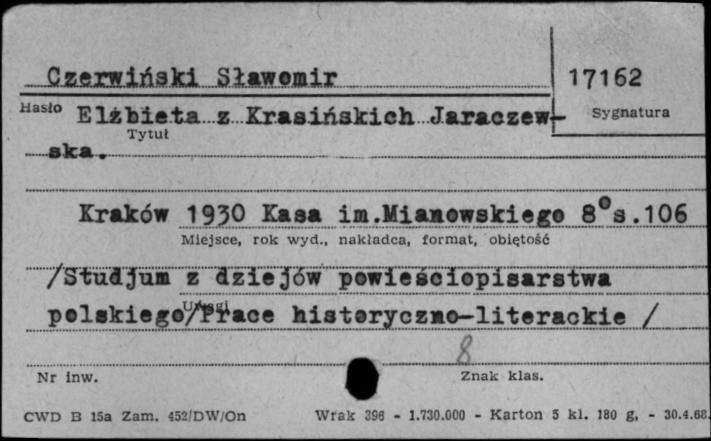 Czerwiński Sławomir
17162
Hasło
Sygnatura
Elżbieta z Krasińskich Jaraczew-
Tytuł
ska.
Kraków 1930 Kasa im.Mianowskiego 8°s.106
Miejsce, rok wyd., nakładca, format, obiętość
/Studjum z dziejów powieściopisarstwa
Uwagi
polskiego/Prace historyczno-literackie /
8
Nr inw.
Znak klas.
CWD B 15a Zam. 452/DW/On Wrak 396 - 1.730.000 - Karton 5 kl. 180 g, - 30.4.68.